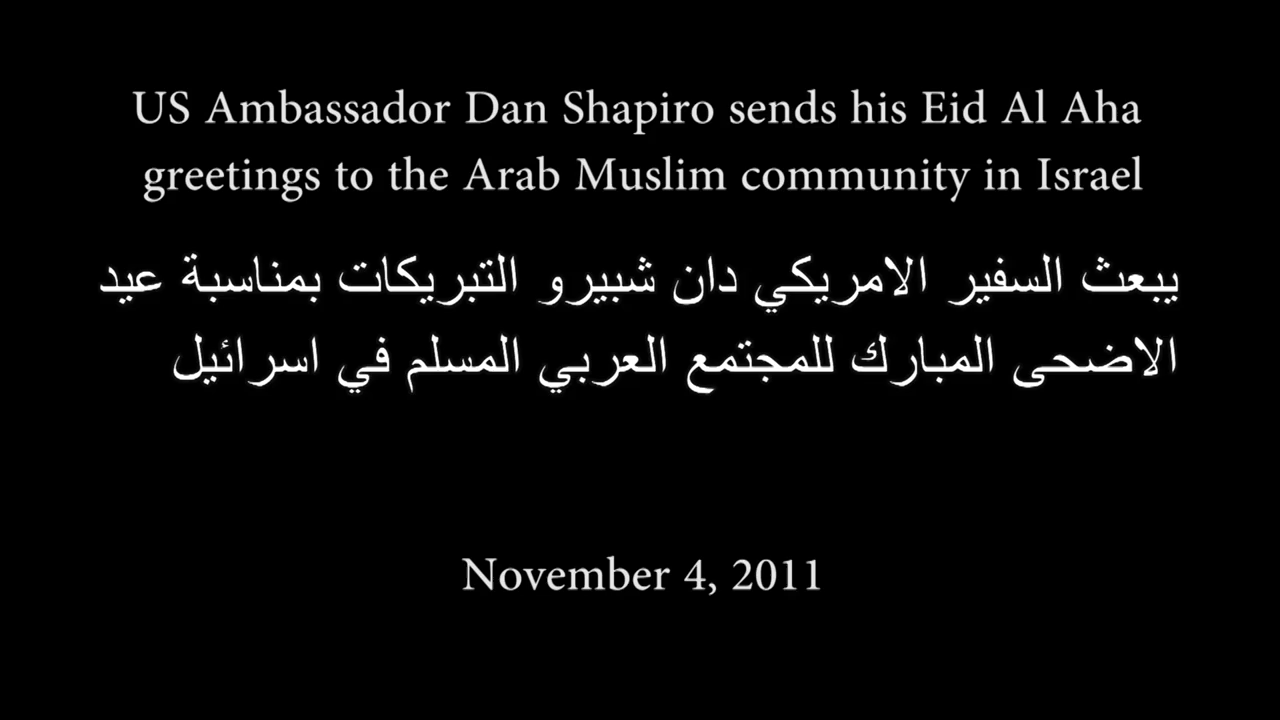 US Ambassador Dan Shapiro sends his Eid Al Aha
greetings to the Arab Muslim community in Israel
يبعث السفير الامريكي دان شبيرو التبريكات بمناسبة عيد
الاضحى المبارك للمجتمع العربي المسلم في اسرائيل
November 4, 2011